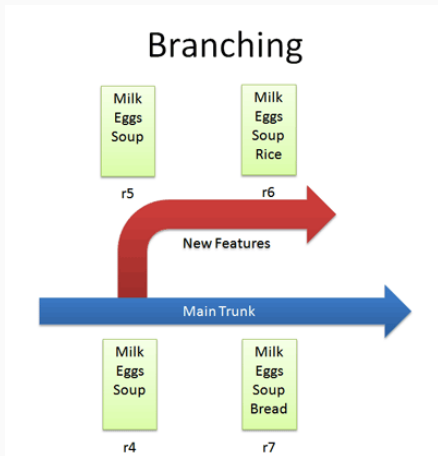 Branching
Milk
Eggs
Soup
r5
Milk
Eggs
Soup
Rice
r6
New Features
Main Trunk
Milk
Eggs
Soup
r4
Milk
Eggs
Soup
Bread
r7